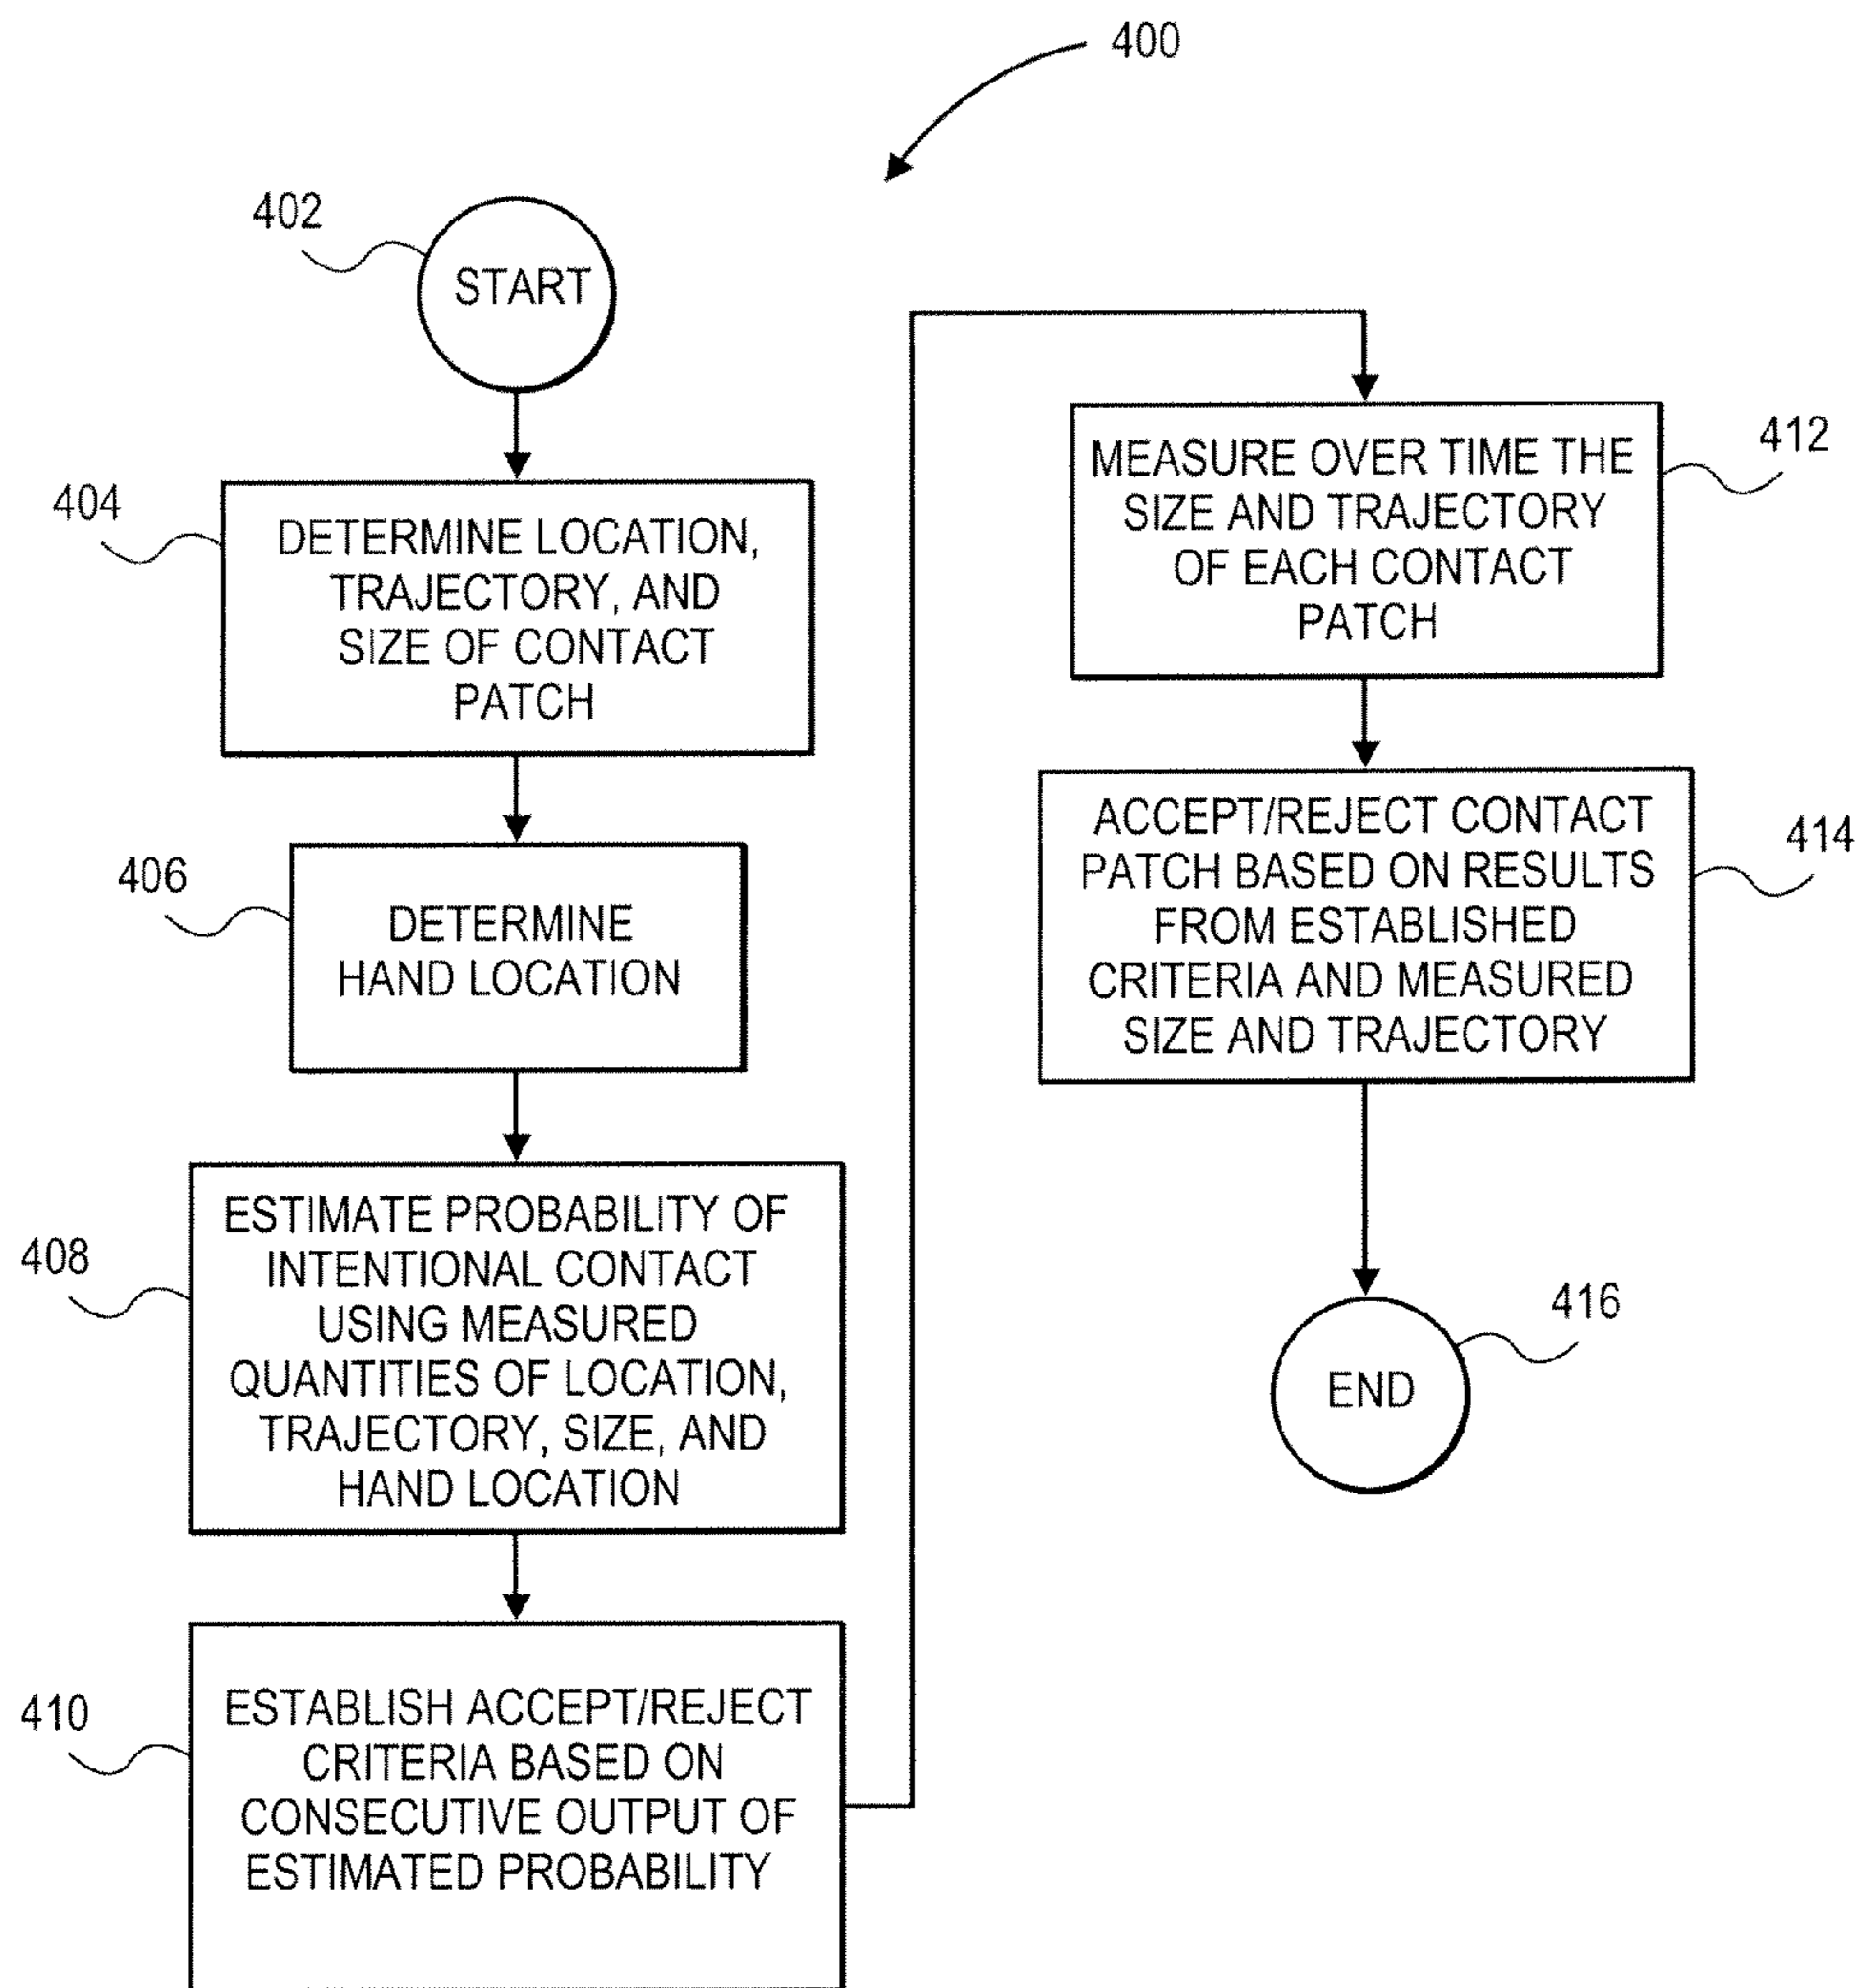 400
402
START
404
DETERMINE LOCATION,
TRAJECTORY, AND
SIZE OF CONTACT
PATCH
406
DETERMINE
HAND LOCATION
408
ESTIMATE PROBABILITY OF
INTENTIONAL CONTACT
USING MEASURED
QUANTITIES OF LOCATION,
TRAJECTORY, SIZE, AND
HAND LOCATION
410
ESTABLISH ACCEPT/REJECT
CRITERIA BASED ON
CONSECUTIVE OUTPUT OF
ESTIMATED PROBABILITY
412
MEASURE OVER TIME THE
SIZE AND TRAJECTORY
OF EACH CONTACT
PATCH
414
ACCEPT/REJECT CONTACT
PATCH BASED ON RESULTS
FROM ESTABLISHED
CRITERIA AND MEASURED
SIZE AND TRAJECTORY
416
END